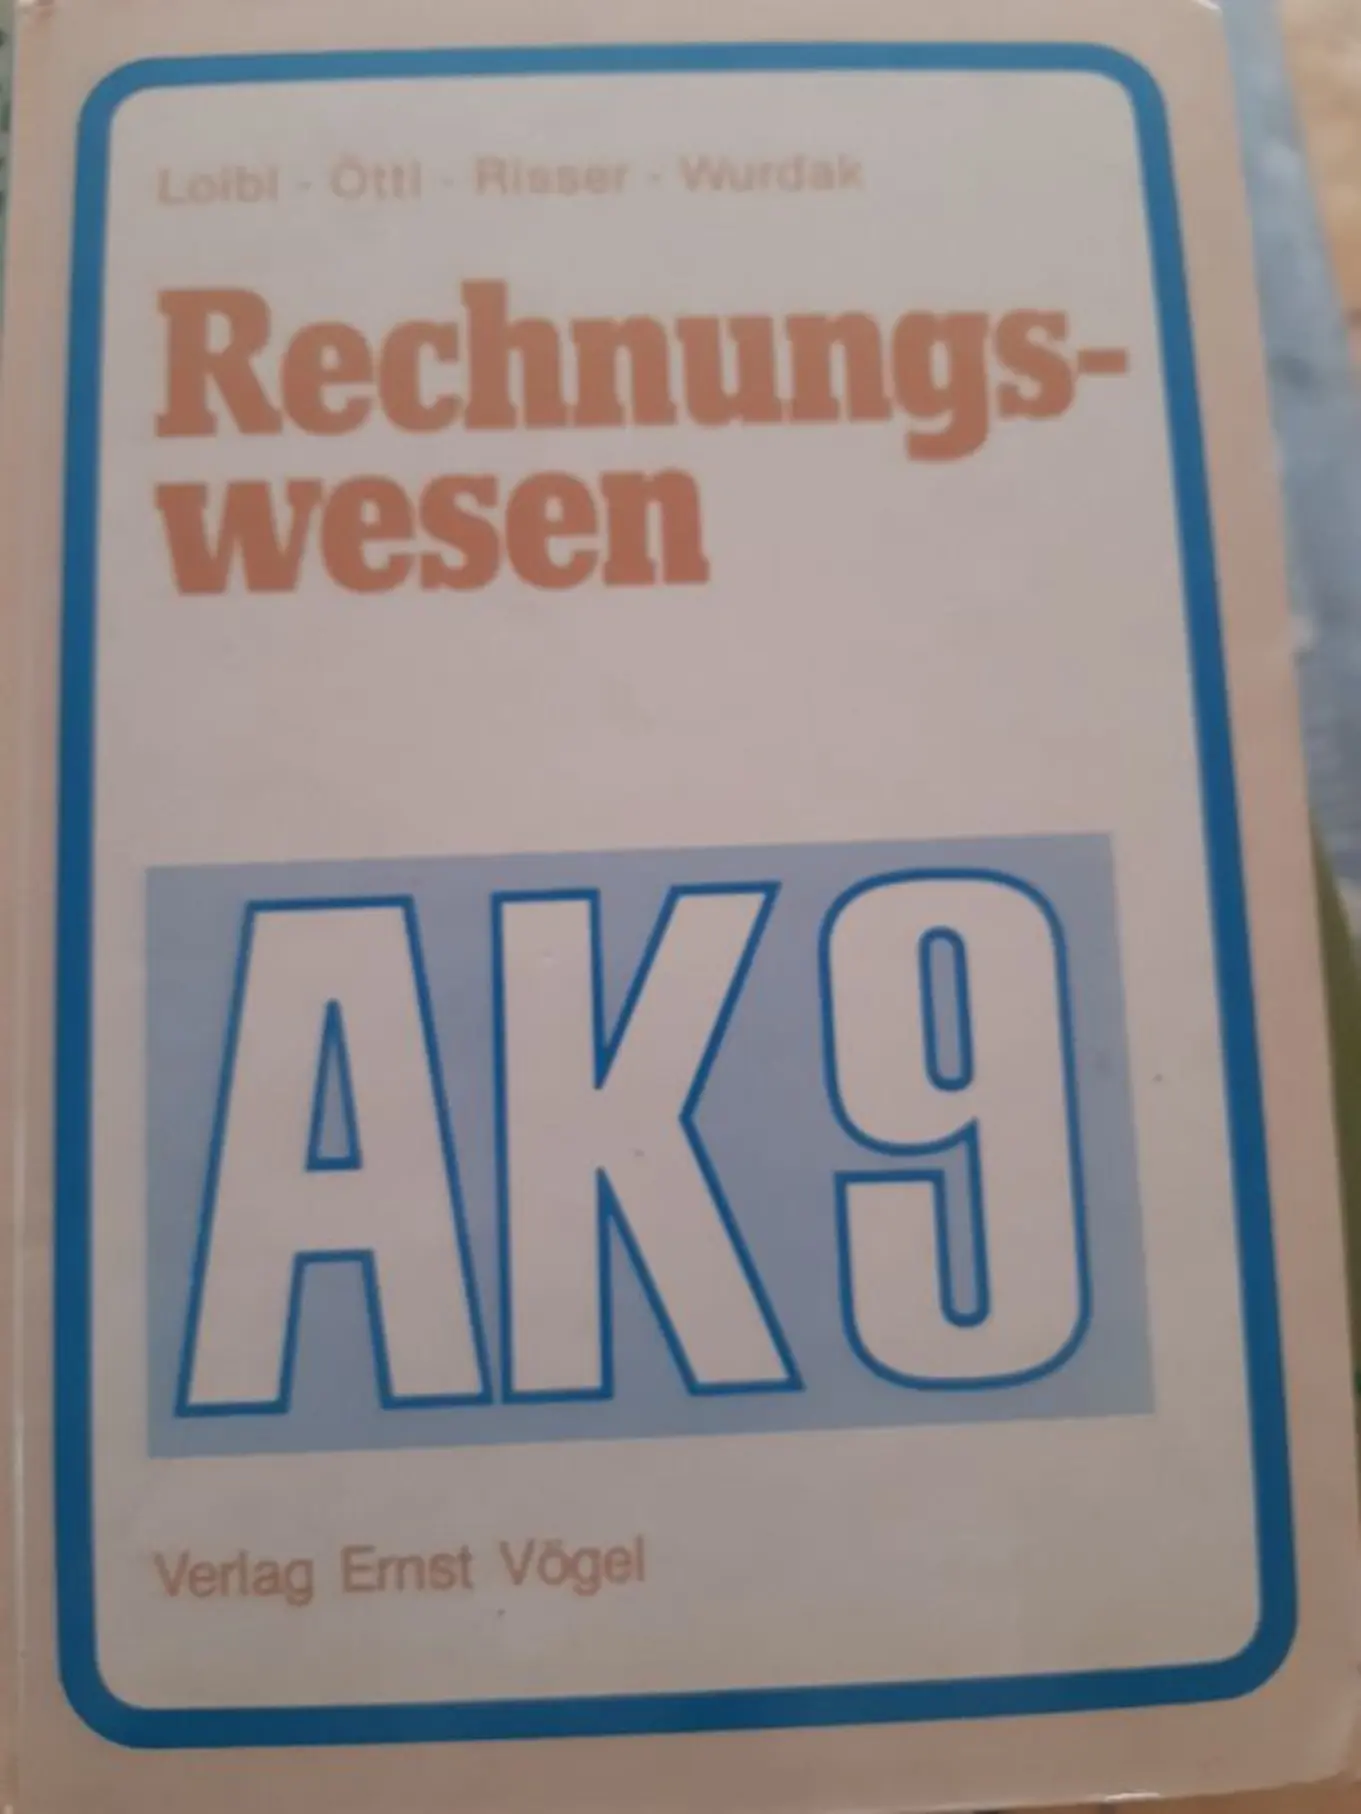 Loibl - Öttl - Risser - Wurdak
Rechnungs-
wesen
AK9
Verlag Ernst Vögel